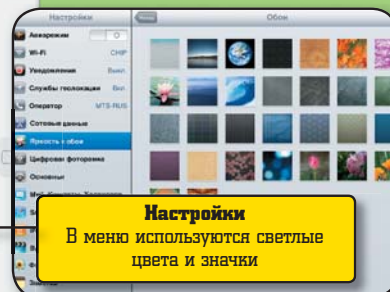 Настройки
Обои
Авиарежим
Wi-Fi CHIP
Уведомления Выкл.
Службы геолокации Вкл.
Оператор MTS-RUS
Сотовые данные
Яркость и обои
Цифровая фоторамка
Основные
Настройки
В меню используются светлые
цвета и значки